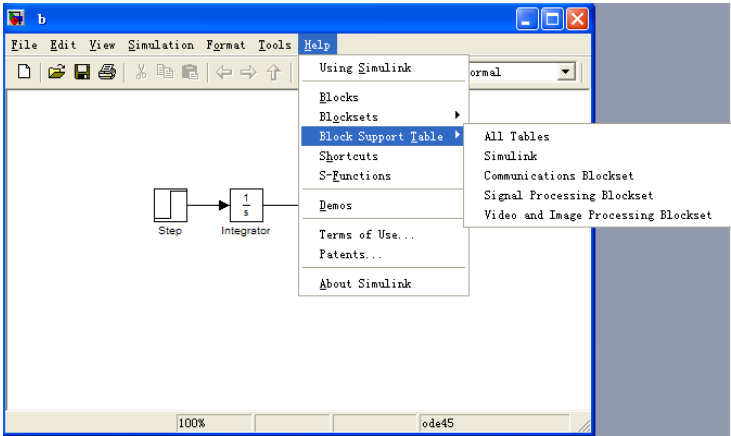 b
File Edit View Simulation Format Tools Help
ormal
Using Simulink
Blocks
Blocksets
Block Support Table
Shortcuts
S-Functions
Demos
Terms of Use...
Patents...
About Simulink
All Tables
Simulink
Communications Blockset
Signal Processing Blockset
Video and Image Processing Blockset
1
s
Step Integrator
100% ode45